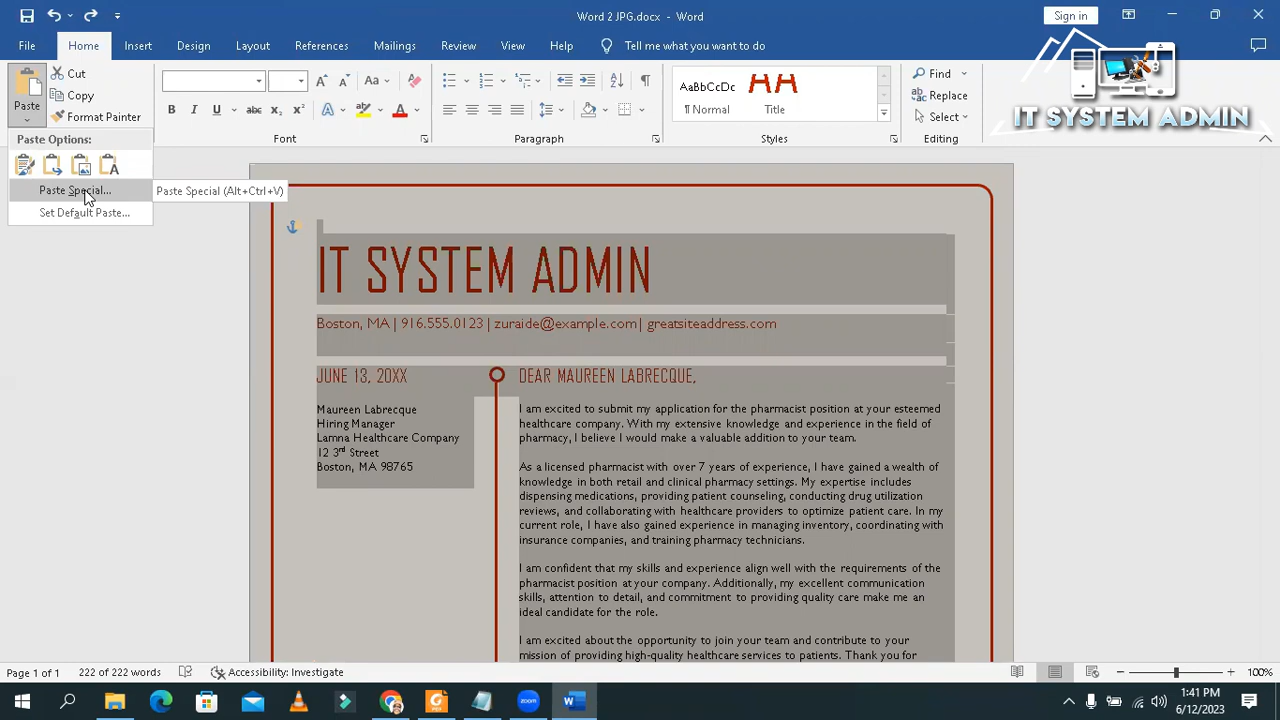 Word 2 JPG.docx - Word
Sign in
File Home Insert Design Layout References Mailings Review View Help Tell me what you want to do
Paste
Cut
Copy
Format Painter
Aa
A
B I U abc A
AaBbCcDc
¶ Normal
AA
Title
Find
Replace
Select
Font
Paragraph
Styles
Editing
IT SYSTEM ADMIN
Paste Options:
Paste Special...
Set Default Paste...
Paste Special (Alt+Ctrl+V)
IT SYSTEM ADMIN
Boston, MA | 916.555.0123 | zuraide@example.com | greatsiteaddress.com
JUNE 13, 20XX
Maureen Labrecque
Hiring Manager
Lamna Healthcare Company
12 3rd Street
Boston, MA 98765
DEAR MAUREEN LABRECQUE,
I am excited to submit my application for the pharmacist position at your esteemed
healthcare company. With my extensive knowledge and experience in the field of
pharmacy, I believe I would make a valuable addition to your team.
As a licensed pharmacist with over 7 years of experience, I have gained a wealth of
knowledge in both retail and clinical pharmacy settings. My expertise includes
dispensing medications, providing patient counseling, conducting drug utilization
reviews, and collaborating with healthcare providers to optimize patient care. In my
current role, I have also gained experience in managing inventory, coordinating with
insurance companies, and training pharmacy technicians.
I am confident that my skills and experience align well with the requirements of the
pharmacist position at your company. Additionally, my excellent communication
skills, attention to detail, and commitment to providing quality care make me an
ideal candidate for the role.
I am excited about the opportunity to join your team and contribute to your
mission of providing high-quality healthcare services to patients. Thank you for
Page 1 of 1 222 of 222 words Accessibility: Investigate 100%
zoom
1:41 PM
6/12/2023